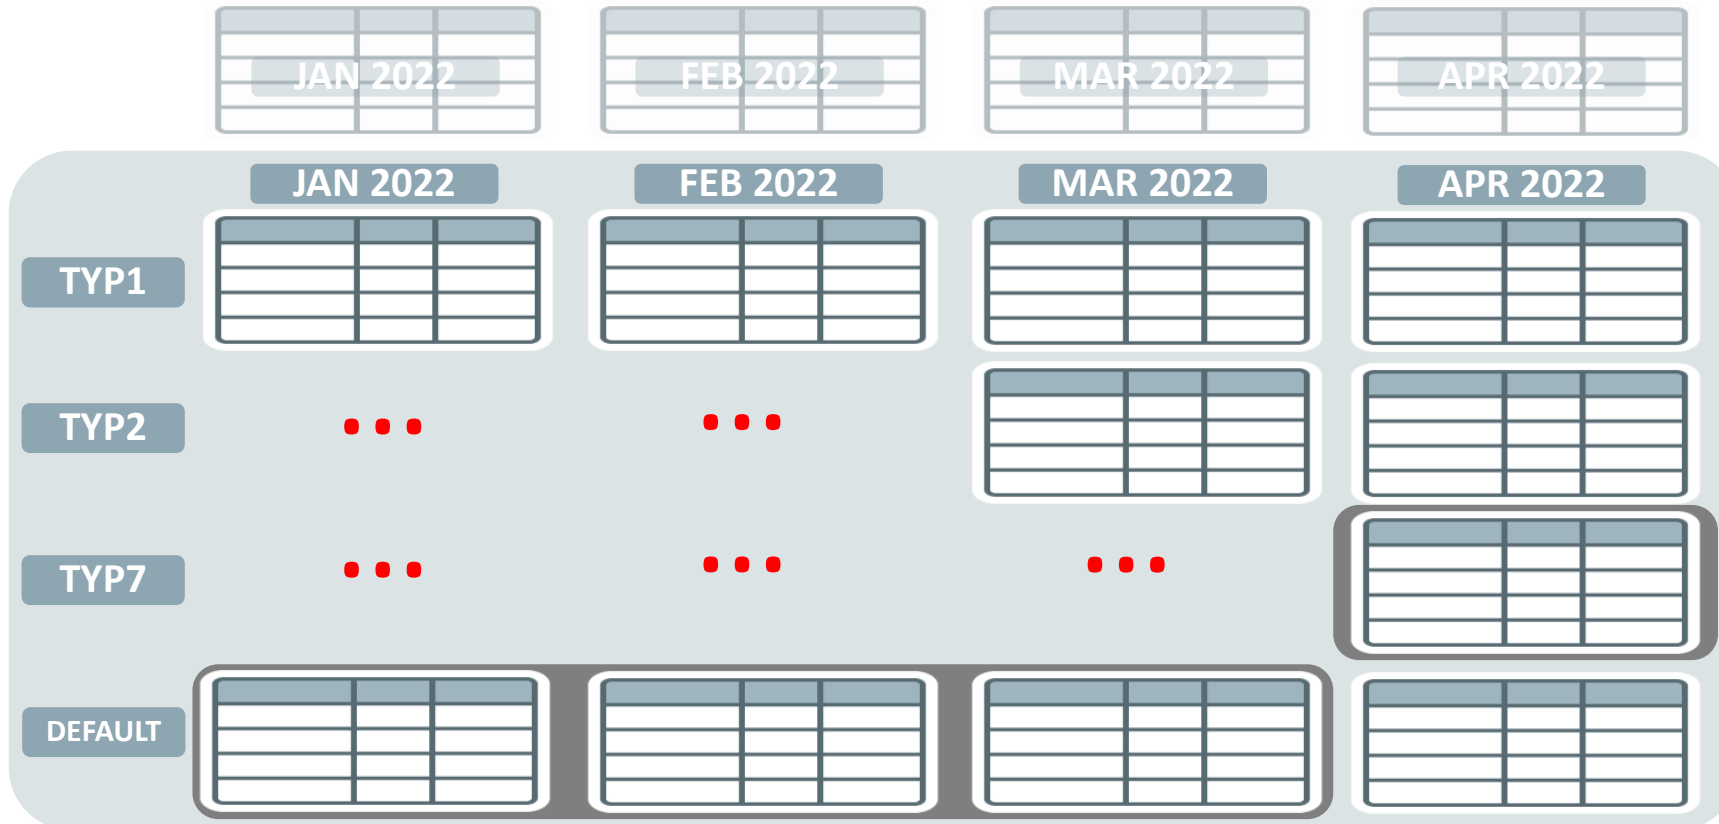 JAN 2022 FEB 2022 MAR 2022 APR 2022
JAN 2022 FEB 2022 MAR 2022 APR 2022
TYP1
TYP2
... ...
TYP7
... ... ...
DEFAULT